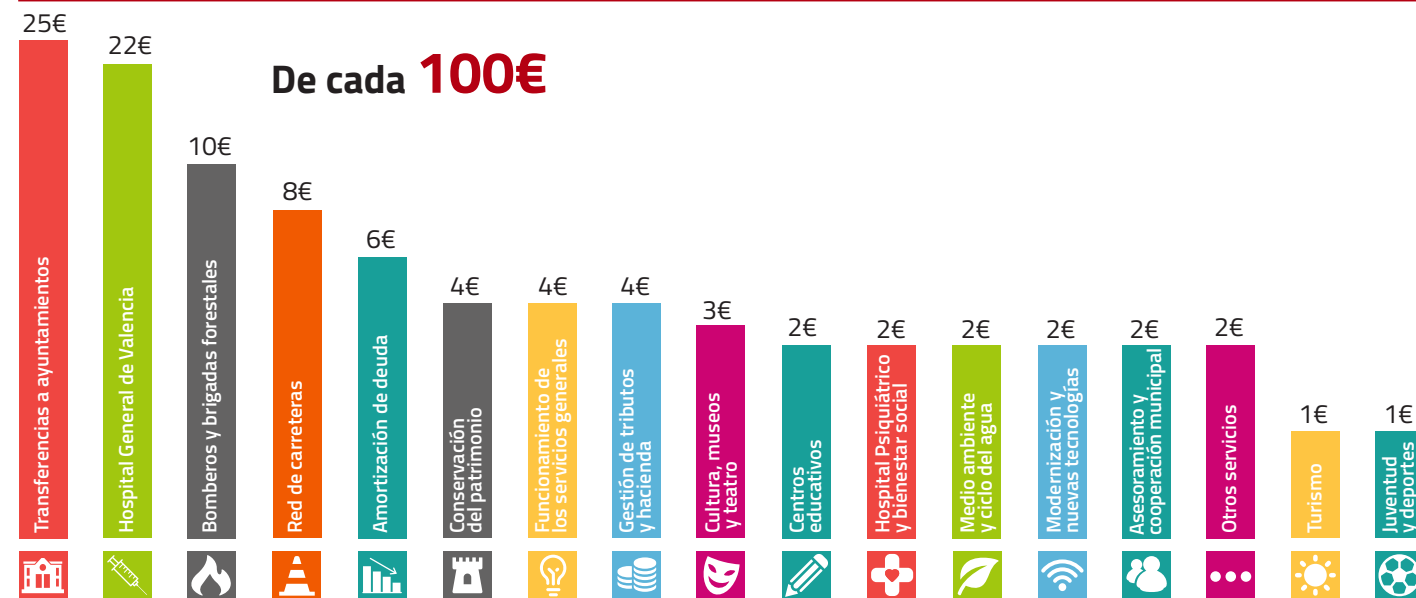 De cada 100€
25€
Transferencias a ayuntamientos
22€
Hospital General de Valencia
10€
Bomberos y brigadas forestales
8€
Red de carreteras
6€
Amortización de deuda
4€
Conservación
del patrimonio
4€
Funcionamiento de
los servicios generales
4€
Gestión de tributos
y hacienda
3€
Cultura, museos
y teatro
2€
Centros
educativos
2€
Hospital Psiquiátrico
y bienestar social
2€
Medio ambiente
y ciclo del agua
2€
Modernización y
nuevas tecnologías
2€
Asesoramiento y
cooperación municipal
2€
Otros servicios
1€
Turismo
1€
Juventud
y deportes